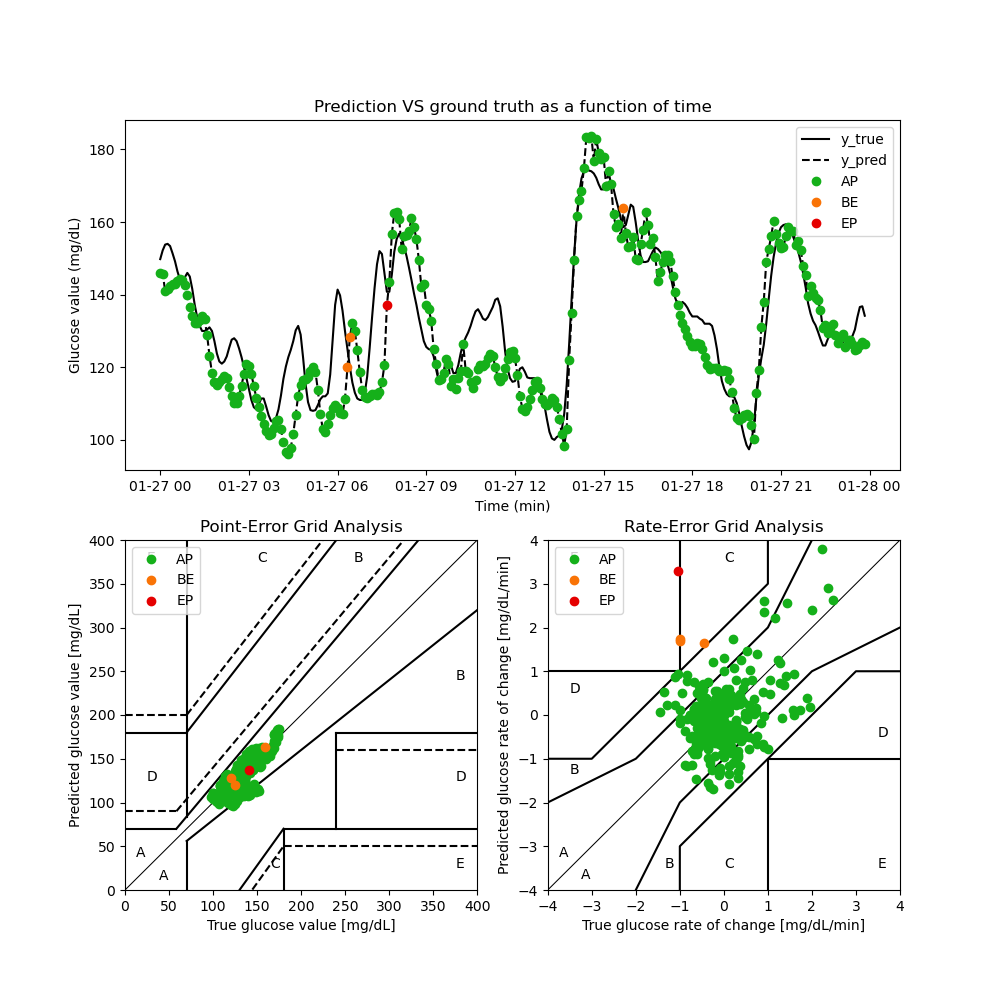 Prediction VS ground truth as a function of time
Glucose value (mg/dL)
180
160
140
120
100
y_true
y_pred
AP
BE
EP
01-27 00 01-27 03 01-27 06 01-27 09 01-27 12 01-27 15 01-27 18 01-27 21 01-28 00
Time (min)
Point-Error Grid Analysis
Predicted glucose value [mg/dL]
400
350
300
250
200
150
100
50
0
AP
BE
EP
C
B
B
D
D
A
A
C
E
0 50 100 150 200 250 300 350 400
True glucose value [mg/dL]
Rate-Error Grid Analysis
Predicted glucose rate of change [mg/dL/min]
4
3
2
1
0
−1
−2
−3
−4
AP
BE
EP
C
D
D
B
A
A
B
C
E
−4 −3 −2 −1 0 1 2 3 4
True glucose rate of change [mg/dL/min]